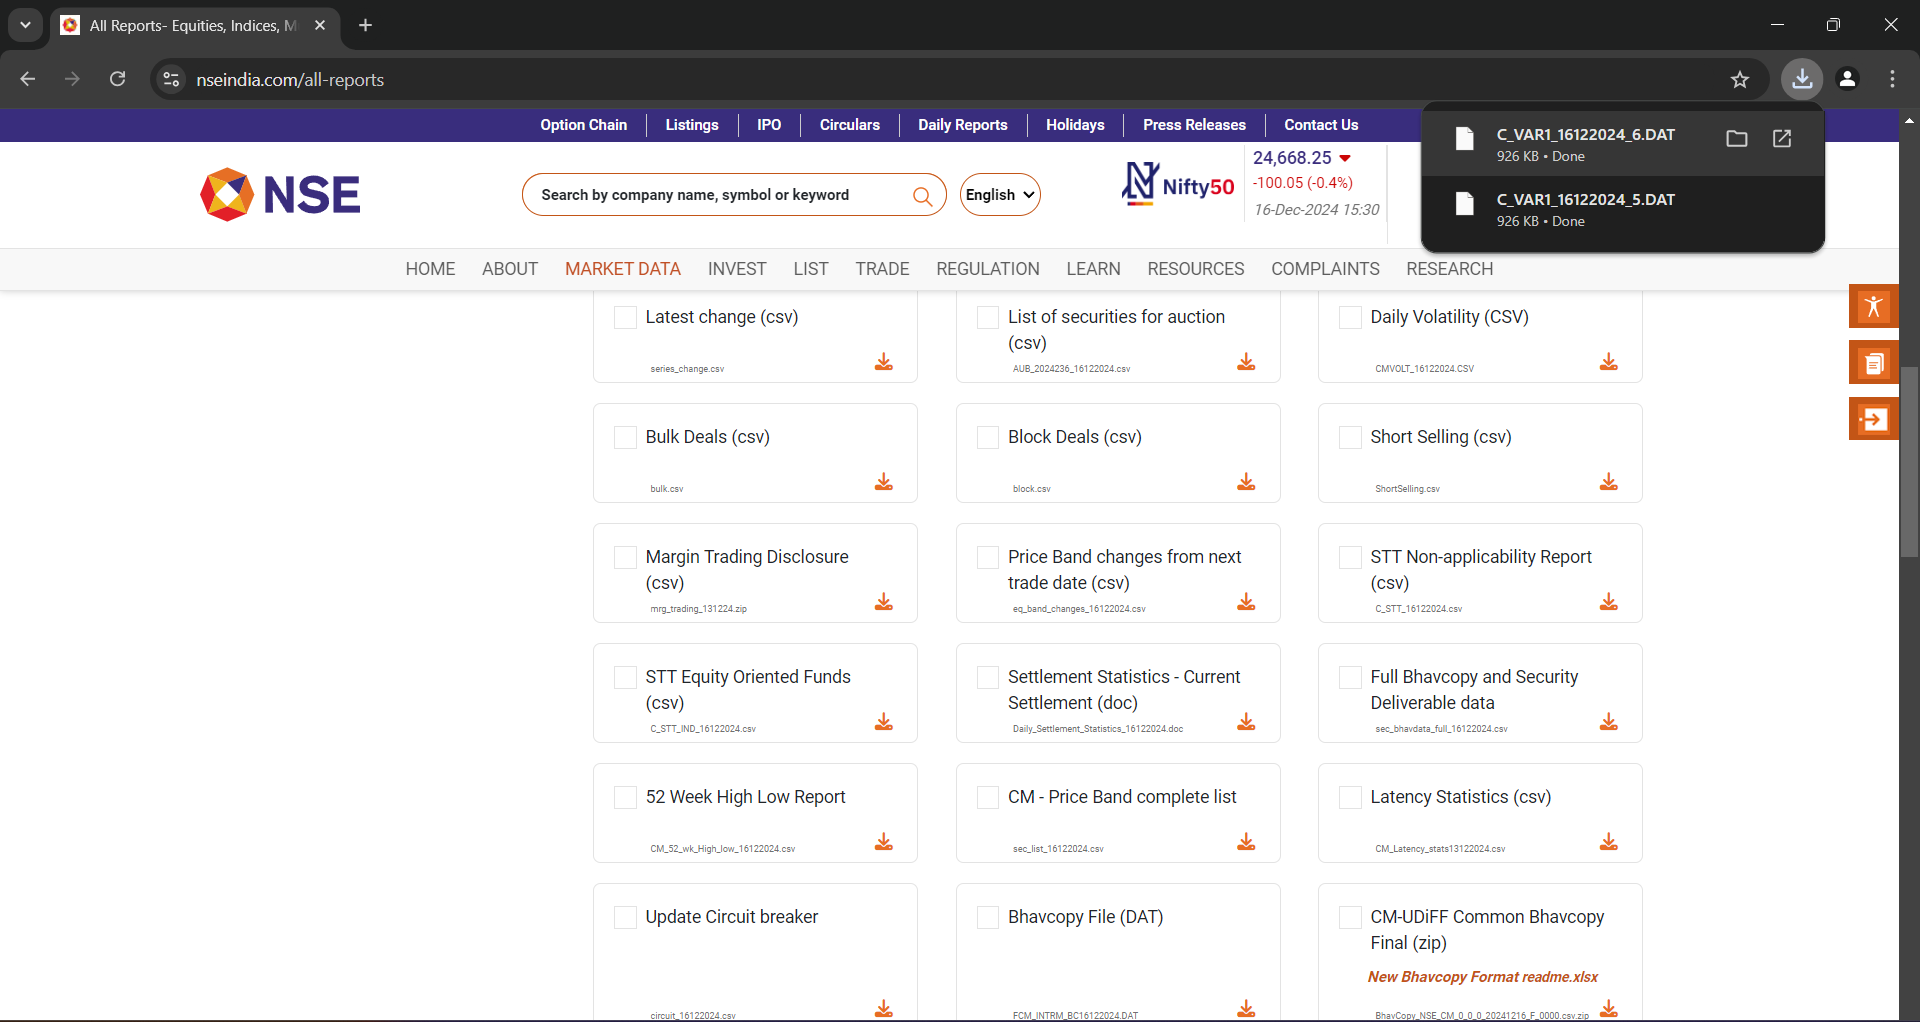 All Reports- Equities, Indices, M
nseindia.com/all-reports
Option Chain
Listings
IPO
Circulars
Daily Reports
Holidays
Press Releases
Contact Us
C_VAR1_16122024_6.DAT
926 KB • Done
C_VAR1_16122024_5.DAT
926 KB • Done
NSE
Search by company name, symbol or keyword
English
Nifty50
24,668.25
-100.05 (-0.4%)
16-Dec-2024 15:30
HOME
ABOUT
MARKET DATA
INVEST
LIST
TRADE
REGULATION
LEARN
RESOURCES
COMPLAINTS
RESEARCH
Latest change (csv)
series_change.csv
List of securities for auction
(csv)
AUB_2024236_16122024.csv
Daily Volatility (CSV)
CMVOLT_16122024.CSV
Bulk Deals (csv)
bulk.csv
Block Deals (csv)
block.csv
Short Selling (csv)
ShortSelling.csv
Margin Trading Disclosure
(csv)
mrg_trading_131224.zip
Price Band changes from next
trade date (csv)
eq_band_changes_16122024.csv
STT Non-applicability Report
(csv)
C_STT_16122024.csv
STT Equity Oriented Funds
(csv)
C_STT_IND_16122024.csv
Settlement Statistics - Current
Settlement (doc)
Daily_Settlement_Statistics_16122024.doc
Full Bhavcopy and Security
Deliverable data
sec_bhavdata_full_16122024.csv
52 Week High Low Report
CM_52_wk_High_low_16122024.csv
CM - Price Band complete list
sec_list_16122024.csv
Latency Statistics (csv)
CM_Latency_stats13122024.csv
Update Circuit breaker
circuit_16122024.csv
Bhavcopy File (DAT)
FCM_INTRM_BC16122024.DAT
CM-UDiFF Common Bhavcopy
Final (zip)
New Bhavcopy Format readme.xlsx
BhavCopy_NSE_CM_0_0_0_20241216_F_0000.csv.zip